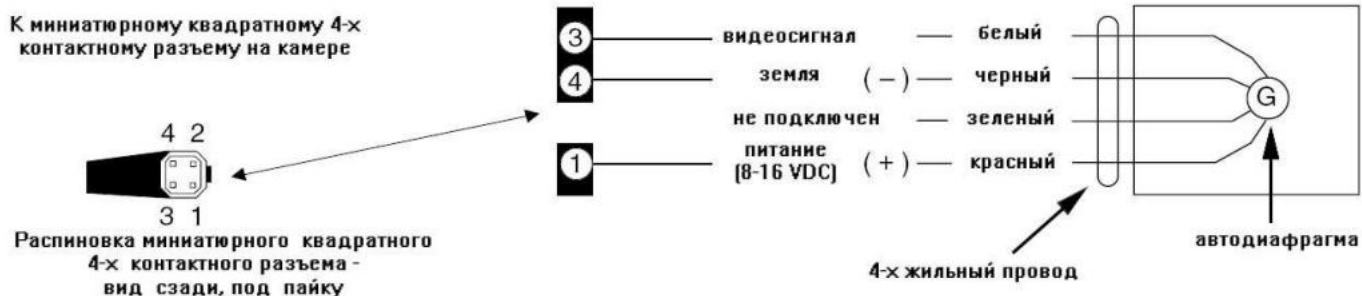 К миниатюрному квадратному 4-х
контактному разъему на камере
4 2
3 1
Распиновка миниатюрного квадратного
4-х контактного разъема -
вид сзади, под пайку
3 видеосигнал — белый
4 земля (−) — черный
не подключен — зеленый
1 питание (+) — красный
(8-16 VDC)
G
4-х жильный провод
автодиафрагма